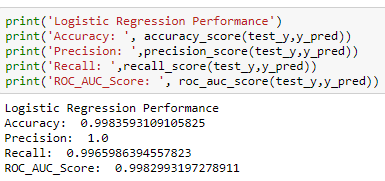 print('Logistic Regression Performance')
print('Accuracy: ', accuracy_score(test_y,y_pred))
print('Precision: ',precision_score(test_y,y_pred))
print('Recall: ',recall_score(test_y,y_pred))
print('ROC_AUC_Score: ', roc_auc_score(test_y,y_pred))
Logistic Regression Performance
Accuracy:  0.9983593109105825
Precision:  1.0
Recall:  0.9965986394557823
ROC_AUC_Score:  0.9982993197278911